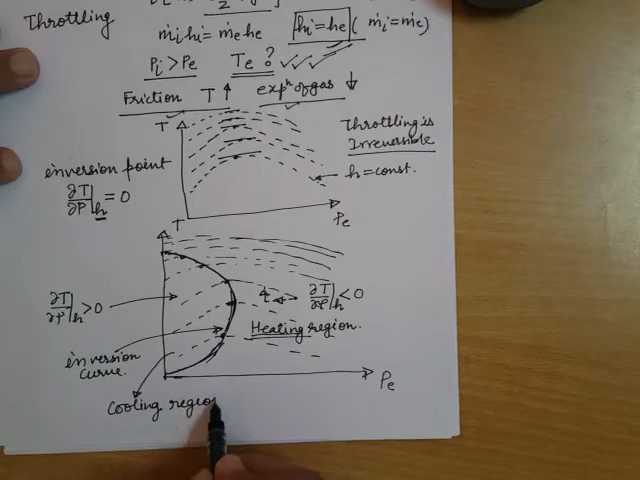 Throttling
ṁihi = ṁehe hi = he ( ṁi = ṁe)
Pi > Pe Te ?
Friction T ↑ expⁿ of gas ↓
T
Throttling is
Irreversible
inversion point
∂T/∂P|h = 0
h = const.
Pe
T
∂T/∂P|h > 0
∂T/∂P|h < 0
Heating region.
inversion
curve.
Pe
Cooling regio